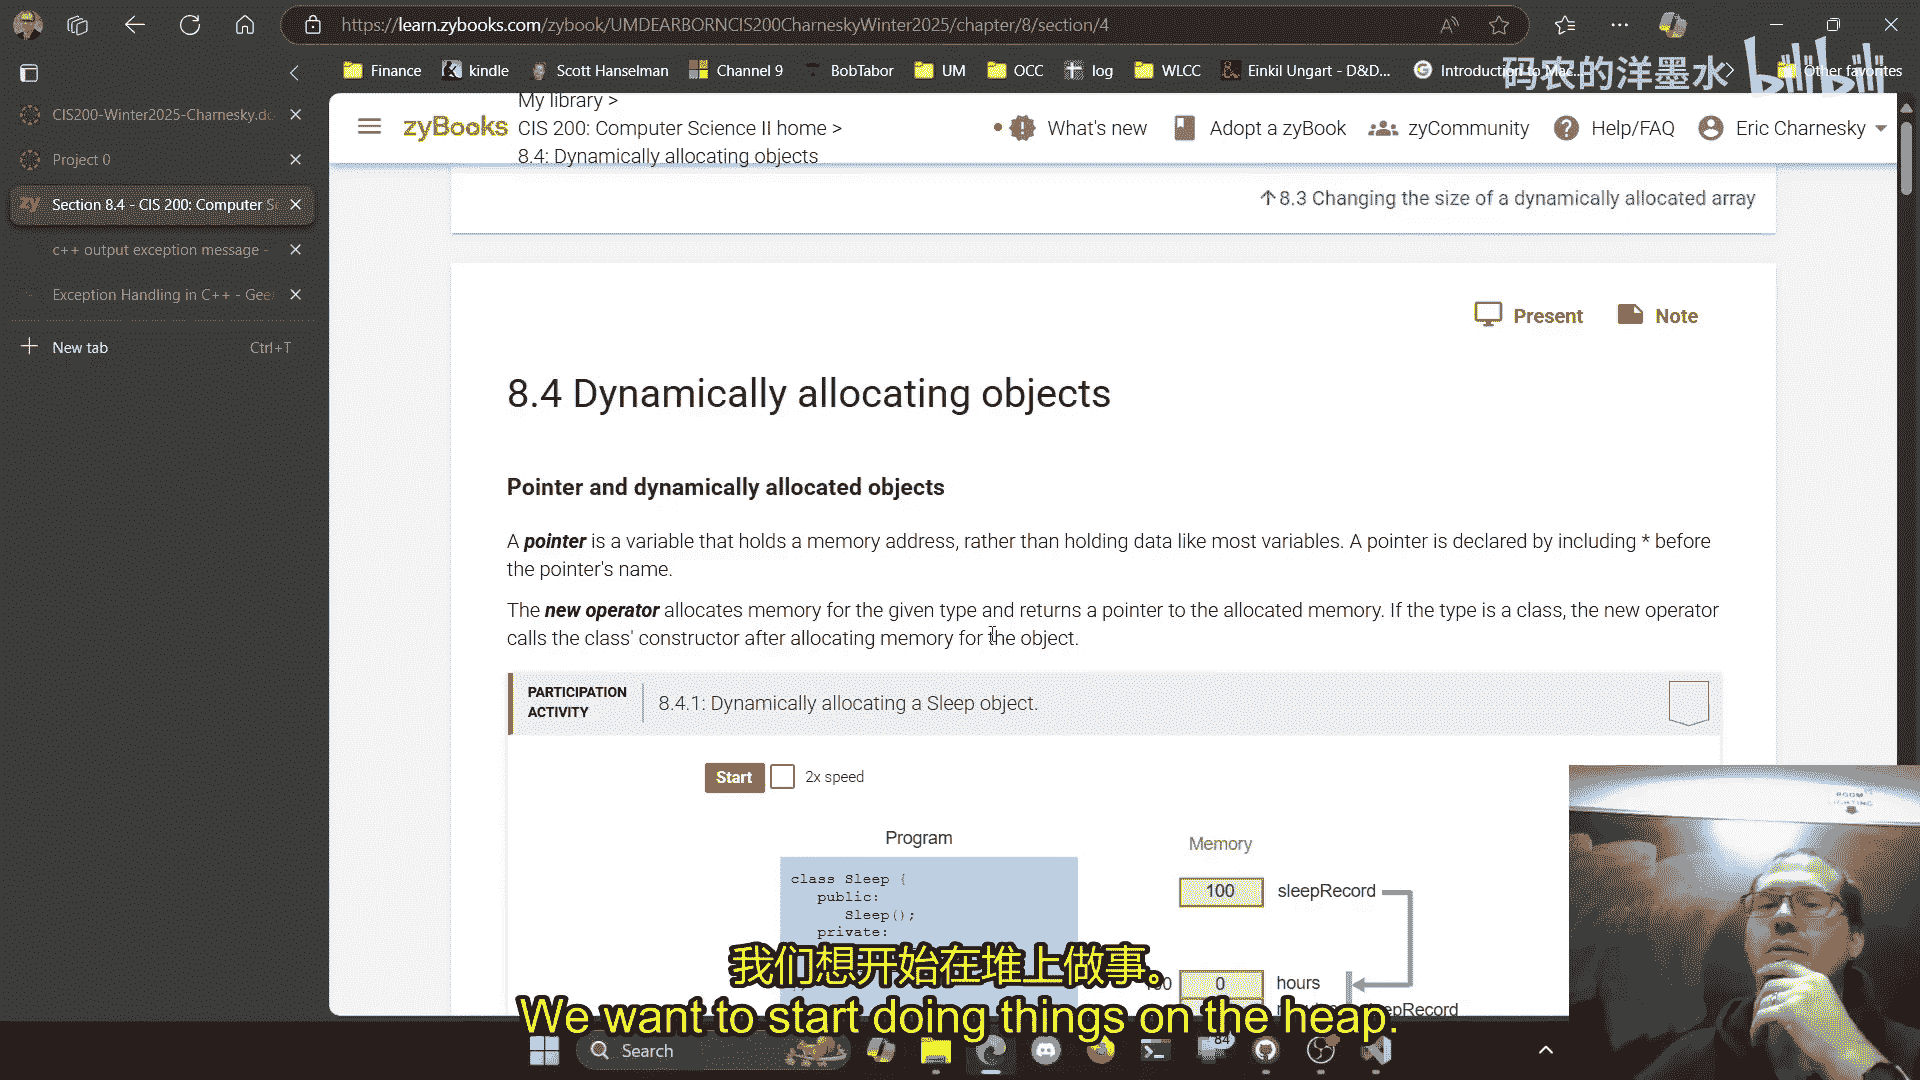 https://learn.zybooks.com/zybook/UMDEARBORNCIS200CharneskyWinter2025/chapter/8/section/4
Finance
kindle
Scott Hanselman
Channel 9
BobTabor
UM
OCC
log
WLCC
Einkil Ungart - D&D...
Introduction to Mac...
Other favorites
码农的洋墨水
bilibili
CIS200-Winter2025-Charnesky.do
Project 0
zy Section 8.4 - CIS 200: Computer Sc
c++ output exception message -
Exception Handling in C++ - Gee
New tab
Ctrl+T
zyBooks
My library >
CIS 200: Computer Science II home >
8.4: Dynamically allocating objects
What's new
Adopt a zyBook
zyCommunity
Help/FAQ
Eric Charnesky
↑8.3 Changing the size of a dynamically allocated array
Present
Note
8.4 Dynamically allocating objects
Pointer and dynamically allocated objects
A pointer is a variable that holds a memory address, rather than holding data like most variables. A pointer is declared by including * before
the pointer's name.
The new operator allocates memory for the given type and returns a pointer to the allocated memory. If the type is a class, the new operator
calls the class' constructor after allocating memory for the object.
PARTICIPATION
ACTIVITY
8.4.1: Dynamically allocating a Sleep object.
Start
2x speed
Program
Memory
class Sleep {
public:
Sleep();
private:
100
sleepRecord
0
hours
我们想开始在堆上做事。
We want to start doing things on the heap.
Search
84